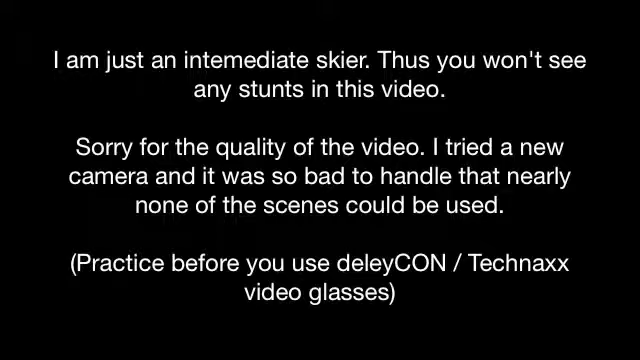 I am just an intemediate skier. Thus you won't see
any stunts in this video.
Sorry for the quality of the video. I tried a new
camera and it was so bad to handle that nearly
none of the scenes could be used.
(Practice before you use deleyCON / Technaxx
video glasses)